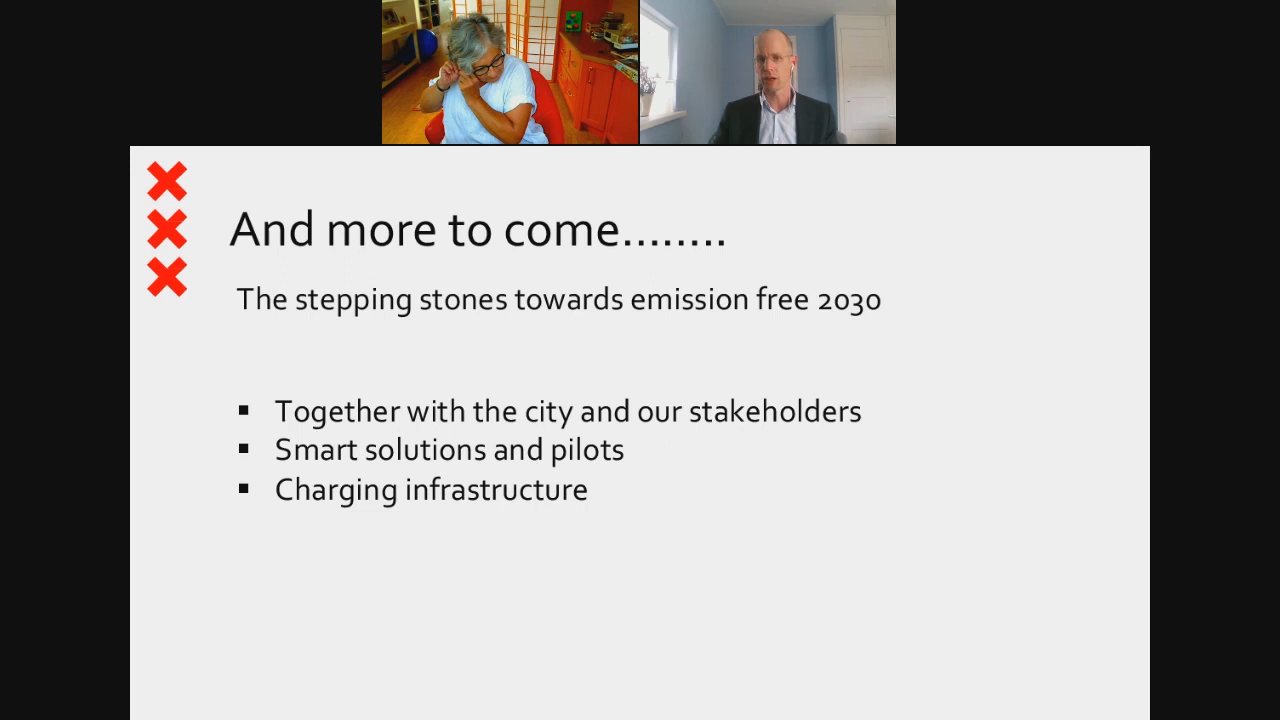 And more to come........
The stepping stones towards emission free 2030
▪ Together with the city and our stakeholders
▪ Smart solutions and pilots
▪ Charging infrastructure